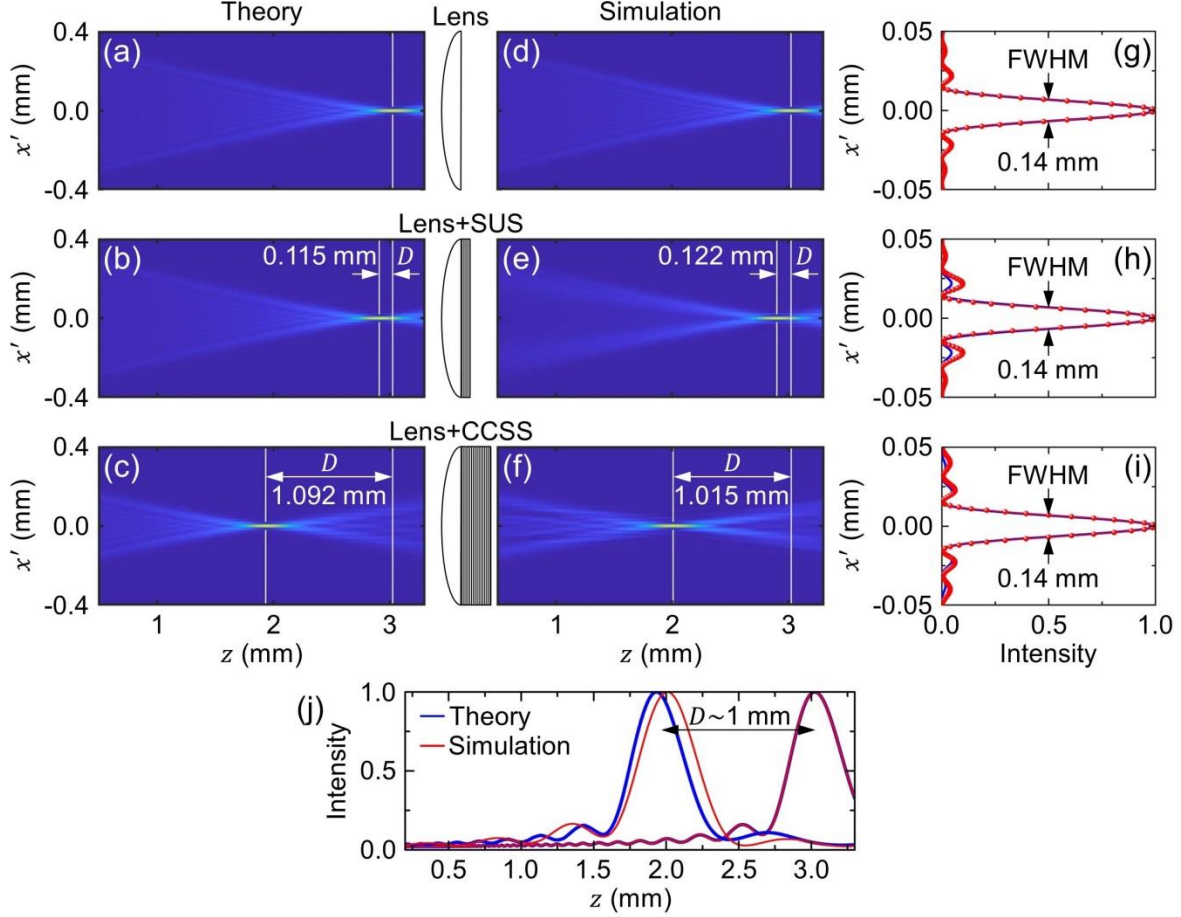 Theory Lens Simulation
0.4 (a) (d) 0.05 (g)
x′ (mm) 0.0 x′ (mm) 0.00 FWHM
0.14 mm
-0.4 -0.05
Lens+SUS
0.4 (b) (e) 0.05 (h)
0.115 mm D 0.122 mm D FWHM
x′ (mm) 0.0 x′ (mm) 0.00
0.14 mm
-0.4 -0.05
Lens+CCSS
0.4 (c) (f) 0.05 (i)
D D FWHM
1.092 mm 1.015 mm
x′ (mm) 0.0 x′ (mm) 0.00
0.14 mm
-0.4 -0.05
1 2 3 1 2 3 0.0 0.5 1.0
z (mm) z (mm) Intensity
(j) 1.0
Theory D~1 mm
Simulation
Intensity 0.5
0.0
0.5 1.0 1.5 2.0 2.5 3.0
z (mm)